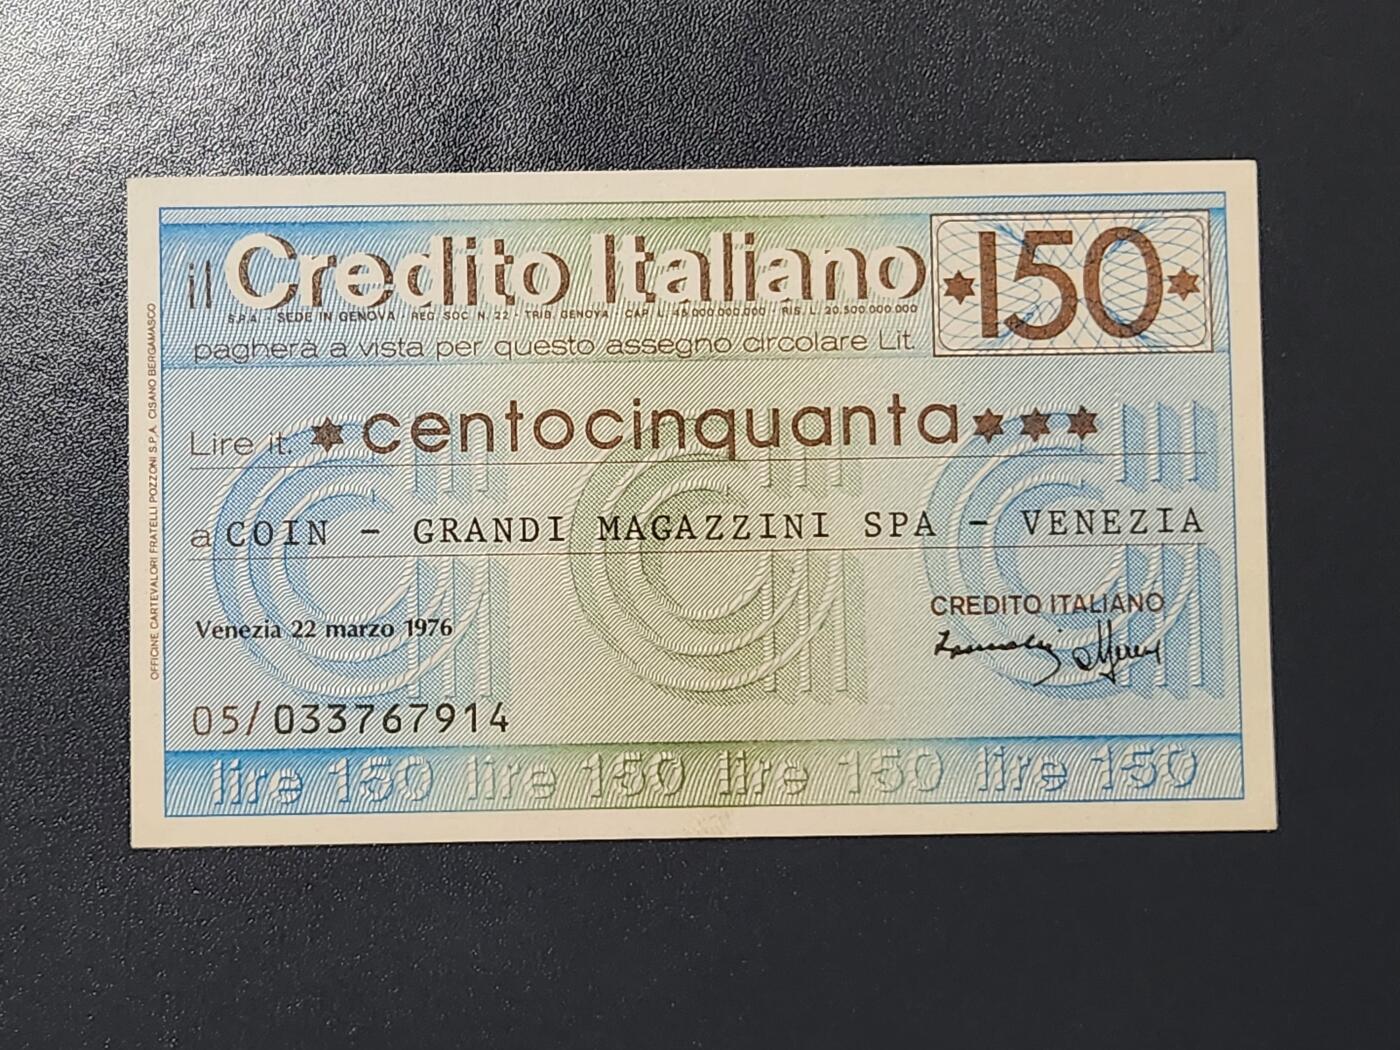 il Credito Italiano
S.P.A. · SEDE IN GENOVA · REG. SOC. N. 22 · TRIB. GENOVA · CAP. L. 45.000.000.000 · RIS. L. 20.500.000.000
pagherà a vista per questo assegno circolare Lit.
150
Lire it. centocinquanta
a COIN - GRANDI MAGAZZINI SPA - VENEZIA
CREDITO ITALIANO
Venezia 22 marzo 1976
05/033767914
lire 150 lire 150 lire 150 lire 150
OFFICINE CARTEVALORI FRATELLI POZZONI S.P.A. CISANO BERGAMASCO